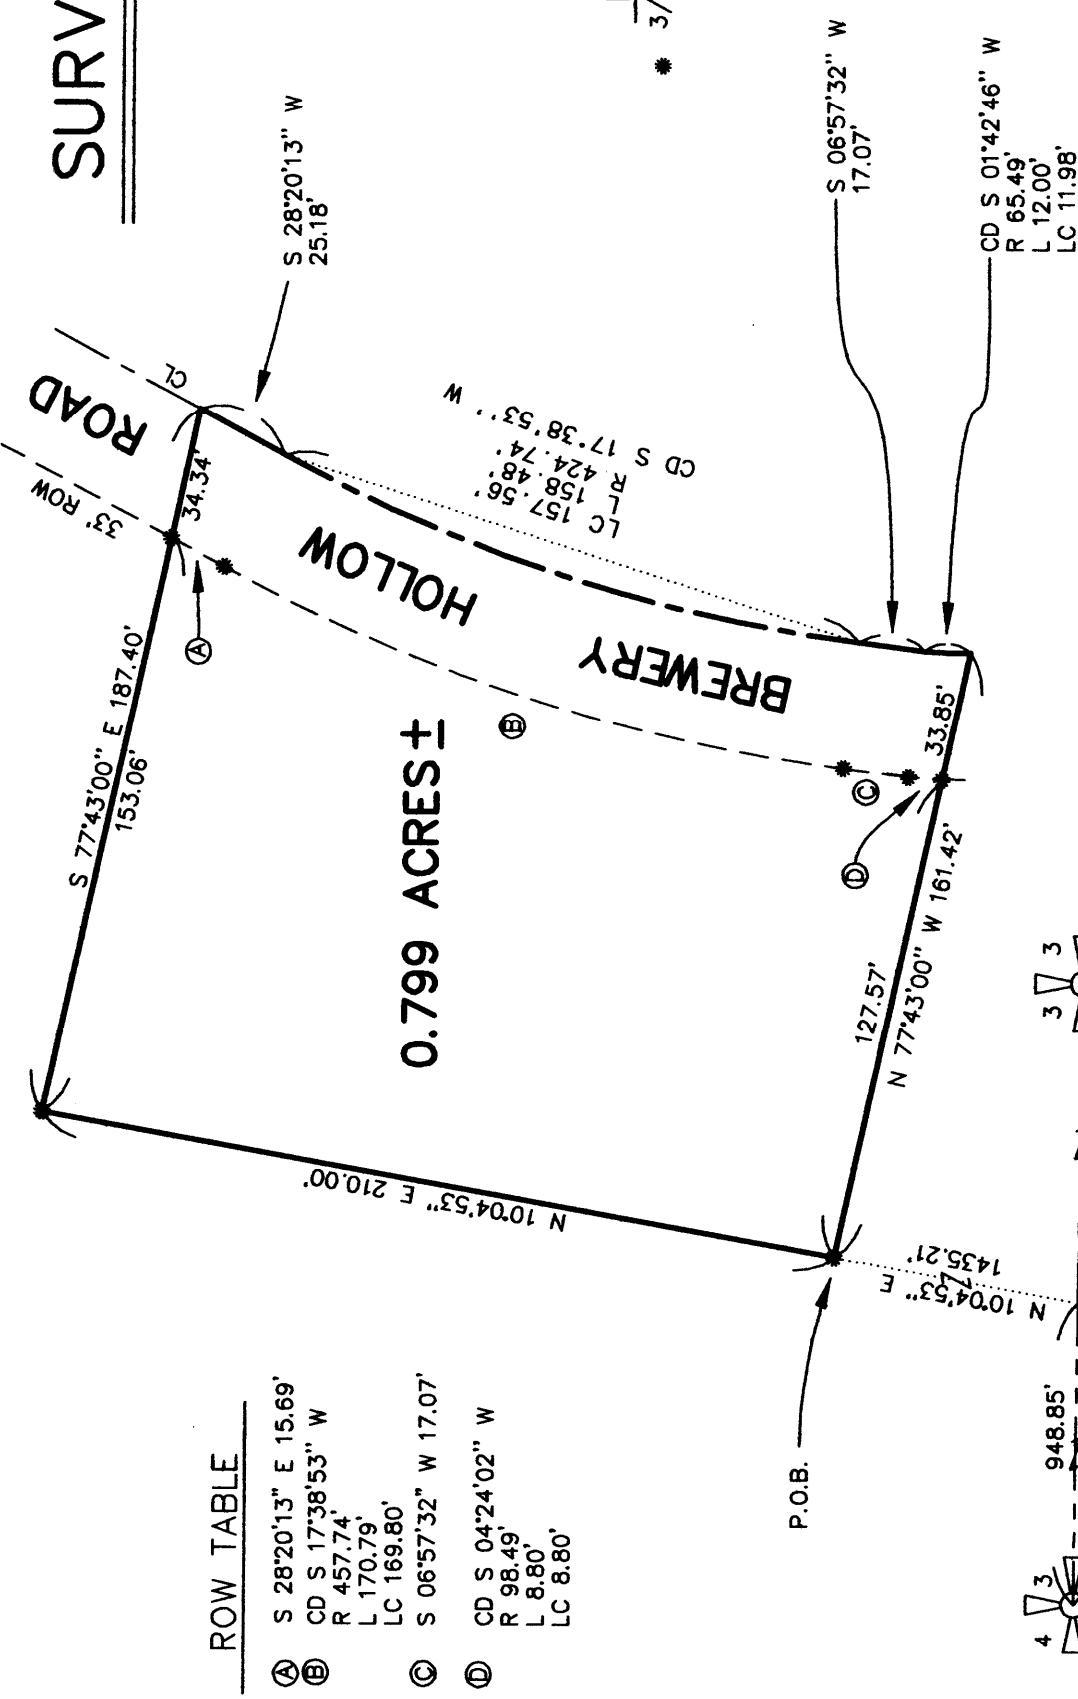 SURV
3/
S 28°20'13" W
25.18'
S 06°57'32" W
17.07'
CD S 01°42'46" W
R 65.49'
L 12.00'
LC 11.98'
CL
ROAD
33' ROW
34.34'
S 77°43'00" E 187.40'
153.06'
A
HOLLOW
BREWERY
CD S 17°38'53" W
R 424.74'
L 158.48'
LC 157.56'
B
0.799 ACRES±
C
D
33.85'
127.57'
N 77°43'00" W 161.42'
N 10°04'53" E 210.00'
N 10°04'53" E
1435.21'
P.O.B.
948.85'
3
3
4
3
ROW TABLE
A S 28°20'13" E 15.69'
B CD S 17°38'53" W
R 457.74'
L 170.79'
LC 169.80'
C S 06°57'32" W 17.07'
D CD S 04°24'02" W
R 98.49'
L 8.80'
LC 8.80'